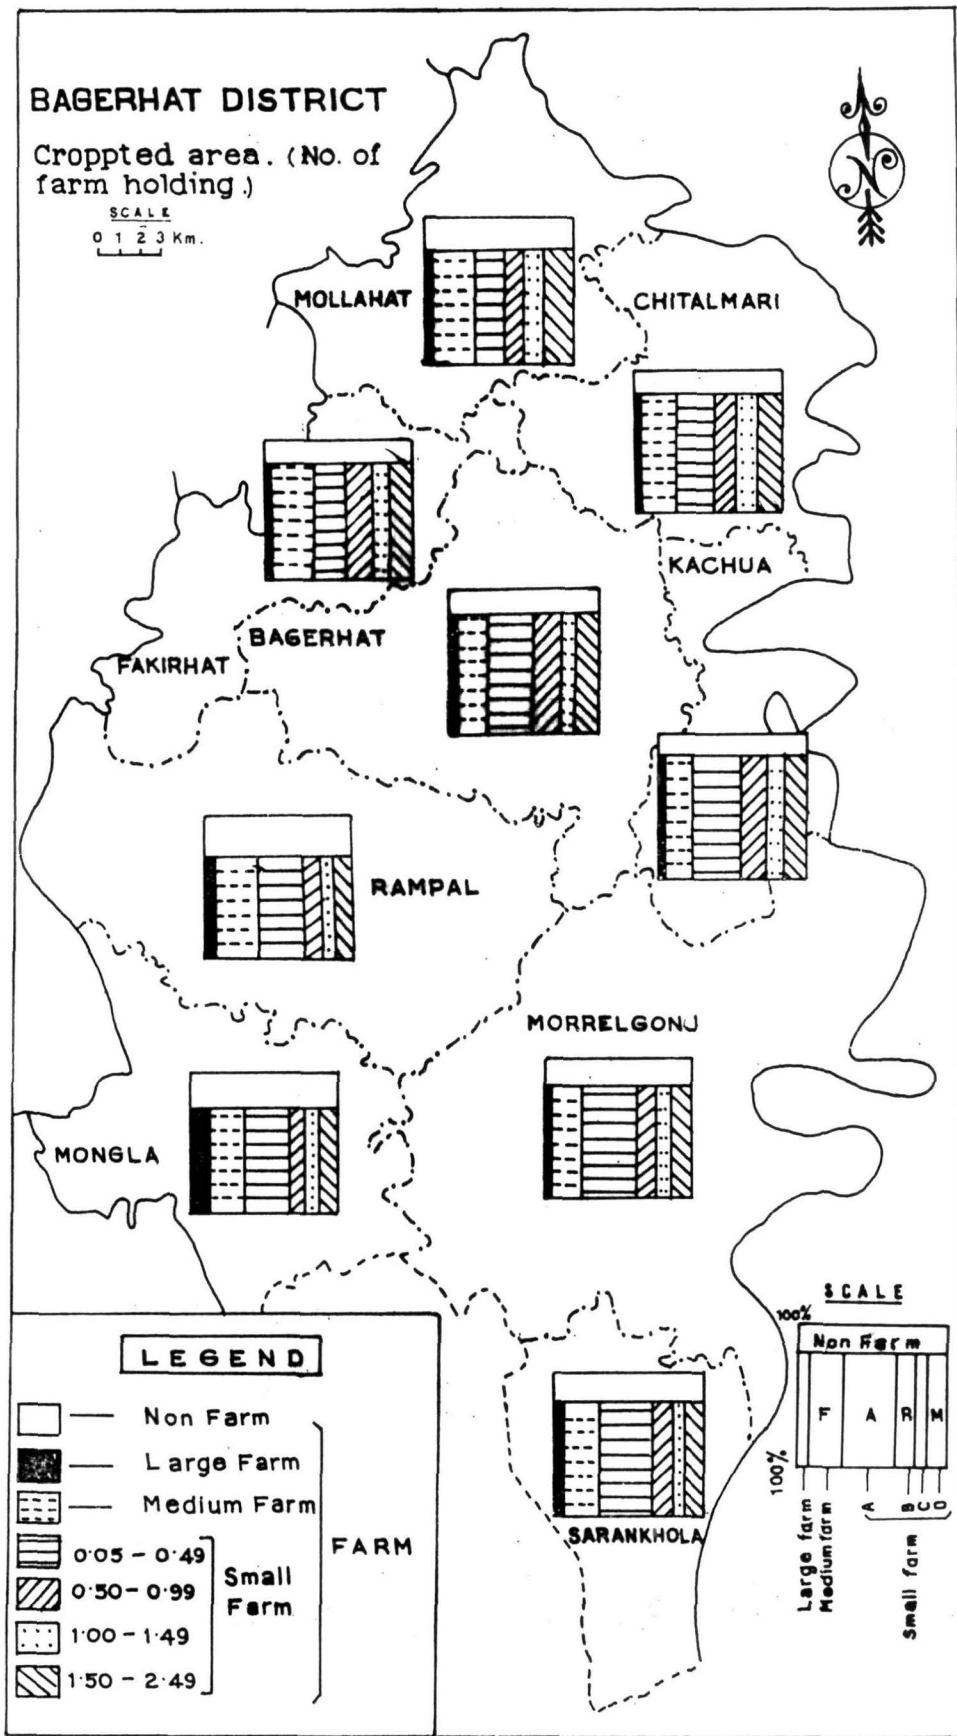 BAGERHAT DISTRICT
Croppted area. (No. of
farm holding.)
SCALE
0 1 2 3 Km.
N
MOLLAHAT
CHITALMARI
KACHUA
BAGERHAT
FAKIRHAT
RAMPAL
MORRELGONJ
MONGLA
SARANKHOLA
LEGEND
Non Farm
Large Farm
Medium Farm
0.05 - 0.49
0.50 - 0.99
1.00 - 1.49
1.50 - 2.49
Small
Farm
FARM
SCALE
100%
Non Farm
F A R M
100%
Large farm
Medium farm
A
B
C
D
Small farm